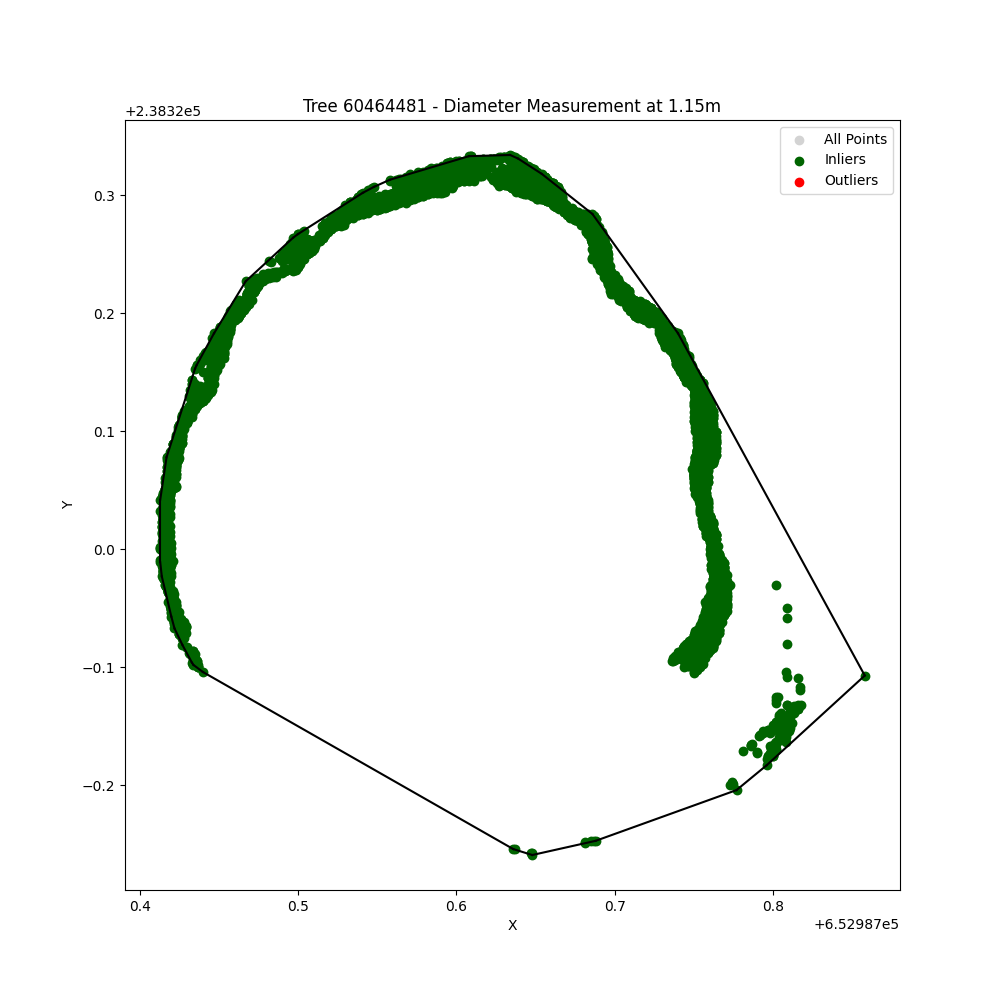 Tree 60464481 - Diameter Measurement at 1.15m
+2.3832e5
All Points
Inliers
Outliers
0.3
0.2
0.1
0.0
−0.1
−0.2
Y
0.4 0.5 0.6 0.7 0.8
X
+6.52987e5